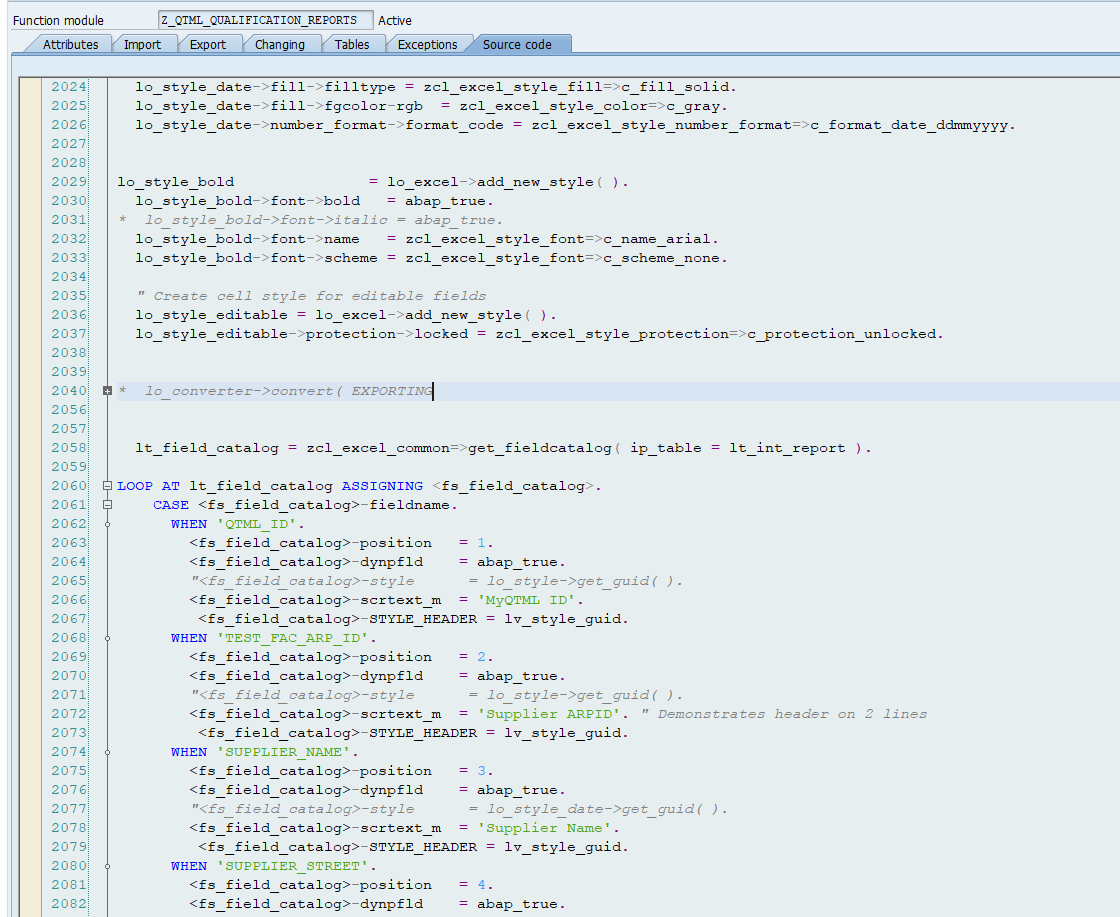 Function module Z_QTML_QUALIFICATION_REPORTS Active
Attributes Import Export Changing Tables Exceptions Source code
2024 lo_style_date->fill->filltype = zcl_excel_style_fill=>c_fill_solid.
2025 lo_style_date->fill->fgcolor-rgb  = zcl_excel_style_color=>c_gray.
2026 lo_style_date->number_format->format_code = zcl_excel_style_number_format=>c_format_date_ddmmyyyy.
2027
2028
2029 lo_style_bold               = lo_excel->add_new_style( ).
2030 lo_style_bold->font->bold   = abap_true.
2031 *  lo_style_bold->font->italic = abap_true.
2032 lo_style_bold->font->name   = zcl_excel_style_font=>c_name_arial.
2033 lo_style_bold->font->scheme = zcl_excel_style_font=>c_scheme_none.
2034
2035 " Create cell style for editable fields
2036 lo_style_editable = lo_excel->add_new_style( ).
2037 lo_style_editable->protection->locked = zcl_excel_style_protection=>c_protection_unlocked.
2038
2039
2040 *  lo_converter->convert( EXPORTING
2056
2057
2058 lt_field_catalog = zcl_excel_common=>get_fieldcatalog( ip_table = lt_int_report ).
2059
2060 LOOP AT lt_field_catalog ASSIGNING <fs_field_catalog>.
2061 CASE <fs_field_catalog>-fieldname.
2062 WHEN 'QTML_ID'.
2063 <fs_field_catalog>-position   = 1.
2064 <fs_field_catalog>-dynpfld    = abap_true.
2065 "<fs_field_catalog>-style      = lo_style->get_guid( ).
2066 <fs_field_catalog>-scrtext_m  = 'MyQTML ID'.
2067 <fs_field_catalog>-STYLE_HEADER = lv_style_guid.
2068 WHEN 'TEST_FAC_ARP_ID'.
2069 <fs_field_catalog>-position   = 2.
2070 <fs_field_catalog>-dynpfld    = abap_true.
2071 "<fs_field_catalog>-style      = lo_style->get_guid( ).
2072 <fs_field_catalog>-scrtext_m  = 'Supplier ARPID'. " Demonstrates header on 2 lines
2073 <fs_field_catalog>-STYLE_HEADER = lv_style_guid.
2074 WHEN 'SUPPLIER_NAME'.
2075 <fs_field_catalog>-position   = 3.
2076 <fs_field_catalog>-dynpfld    = abap_true.
2077 "<fs_field_catalog>-style      = lo_style_date->get_guid( ).
2078 <fs_field_catalog>-scrtext_m  = 'Supplier Name'.
2079 <fs_field_catalog>-STYLE_HEADER = lv_style_guid.
2080 WHEN 'SUPPLIER_STREET'.
2081 <fs_field_catalog>-position   = 4.
2082 <fs_field_catalog>-dynpfld    = abap_true.